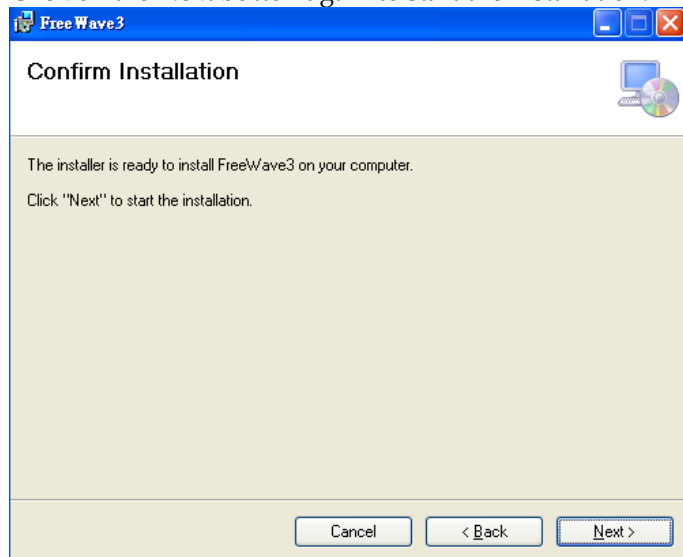 FreeWave3
Confirm Installation
The installer is ready to install FreeWave3 on your computer.
Click "Next" to start the installation.
Cancel
< Back
Next >